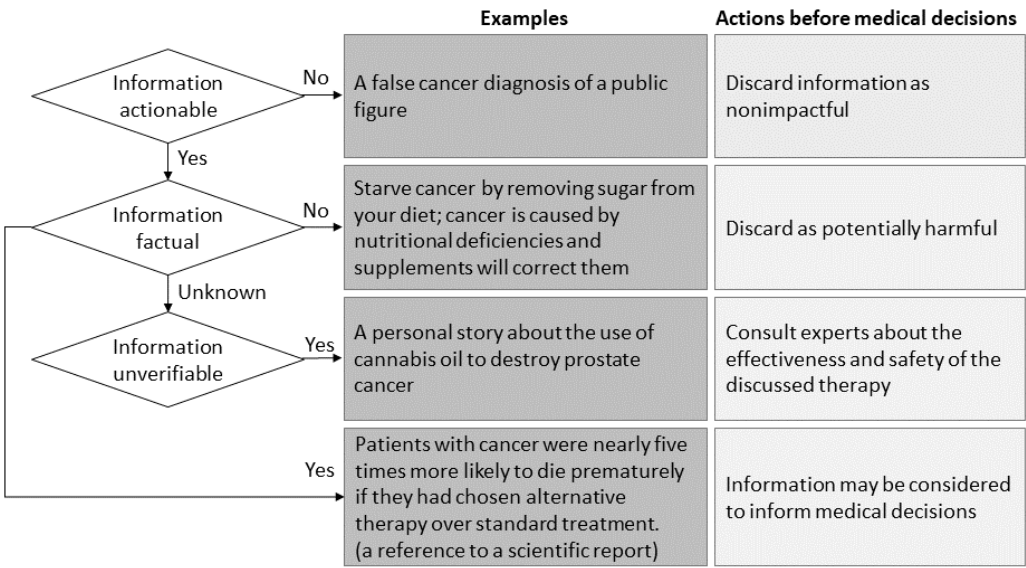 Examples
Actions before medical decisions
Information
actionable
No
A false cancer diagnosis of a public
figure
Discard information as
nonimpactful
Yes
Information
factual
No
Starve cancer by removing sugar from
your diet; cancer is caused by
nutritional deficiencies and
supplements will correct them
Discard as potentially harmful
Unknown
Information
unverifiable
Yes
A personal story about the use of
cannabis oil to destroy prostate
cancer
Consult experts about the
effectiveness and safety of the
discussed therapy
Yes
Patients with cancer were nearly five
times more likely to die prematurely
if they had chosen alternative
therapy over standard treatment.
(a reference to a scientific report)
Information may be considered
to inform medical decisions